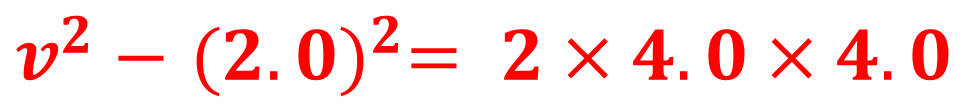 v² − (2.0)² = 2 × 4.0 × 4.0